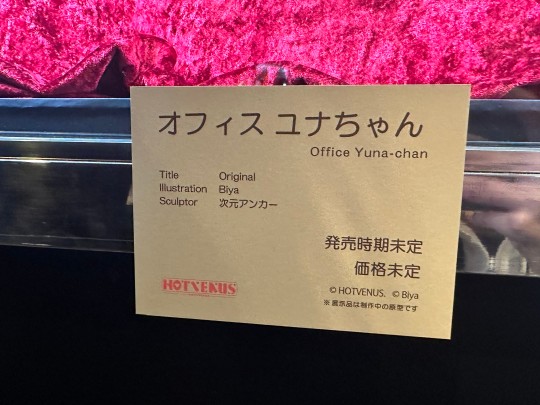 オフィス ユナちゃん
Office Yuna-chan
Title Original
Illustration Biya
Sculptor 次元アンカー
発売時期未定
価格未定
HOTVENUS
© HOTVENUS. © Biya
※ 展示品は制作中の原型です